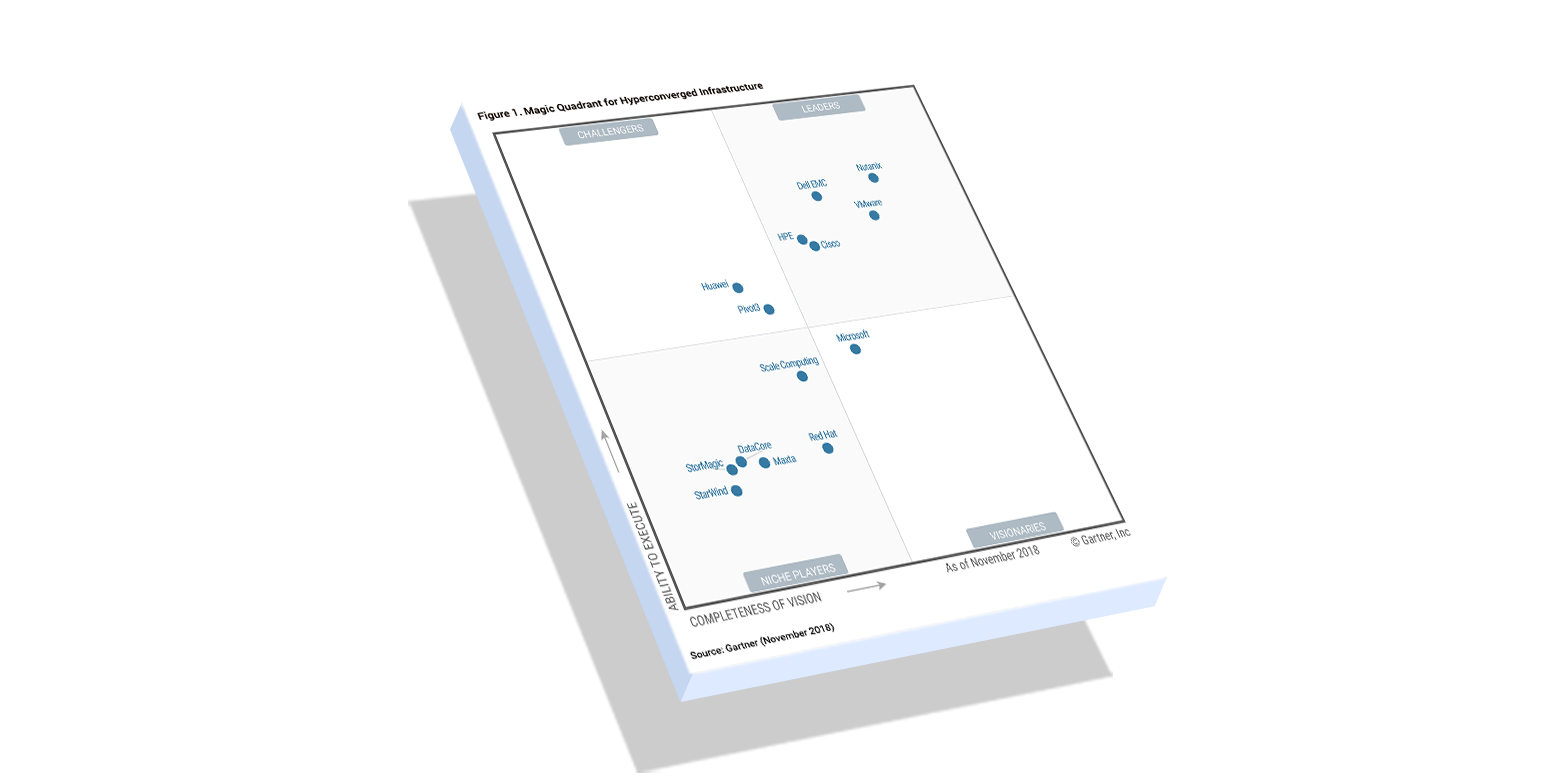 Figure 1. Magic Quadrant for Hyperconverged Infrastructure
CHALLENGERS
LEADERS
Nutanix
Dell EMC
VMware
HPE
Cisco
Huawei
Pivot3
Microsoft
Scale Computing
Red Hat
DataCore
StorMagic
Maxta
StarWind
ABILITY TO EXECUTE
NICHE PLAYERS
VISIONARIES
COMPLETENESS OF VISION
As of November 2018
© Gartner, Inc
Source: Gartner (November 2018)